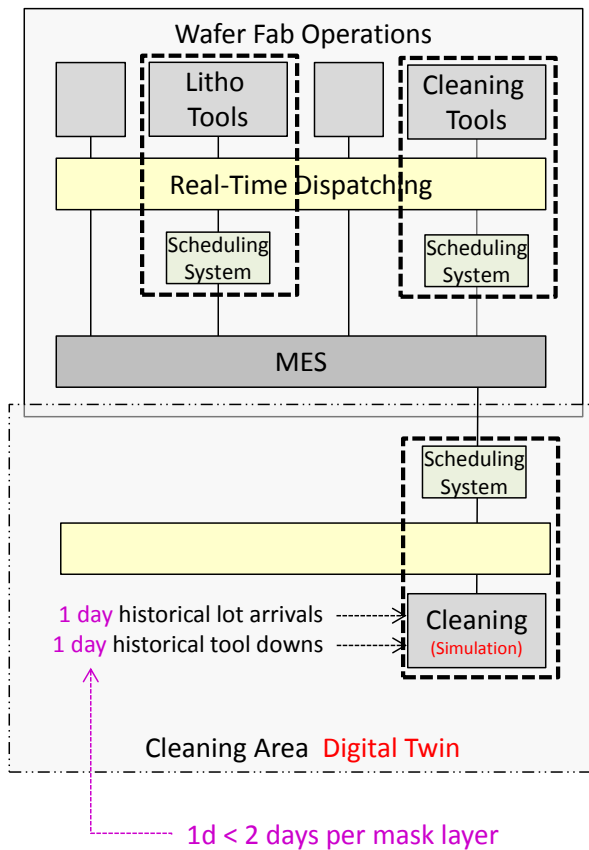 Wafer Fab Operations
Litho
Tools
Cleaning
Tools
Real-Time Dispatching
Scheduling
System
Scheduling
System
MES
Scheduling
System
1 day historical lot arrivals
1 day historical tool downs
Cleaning
(Simulation)
Cleaning Area Digital Twin
1d < 2 days per mask layer